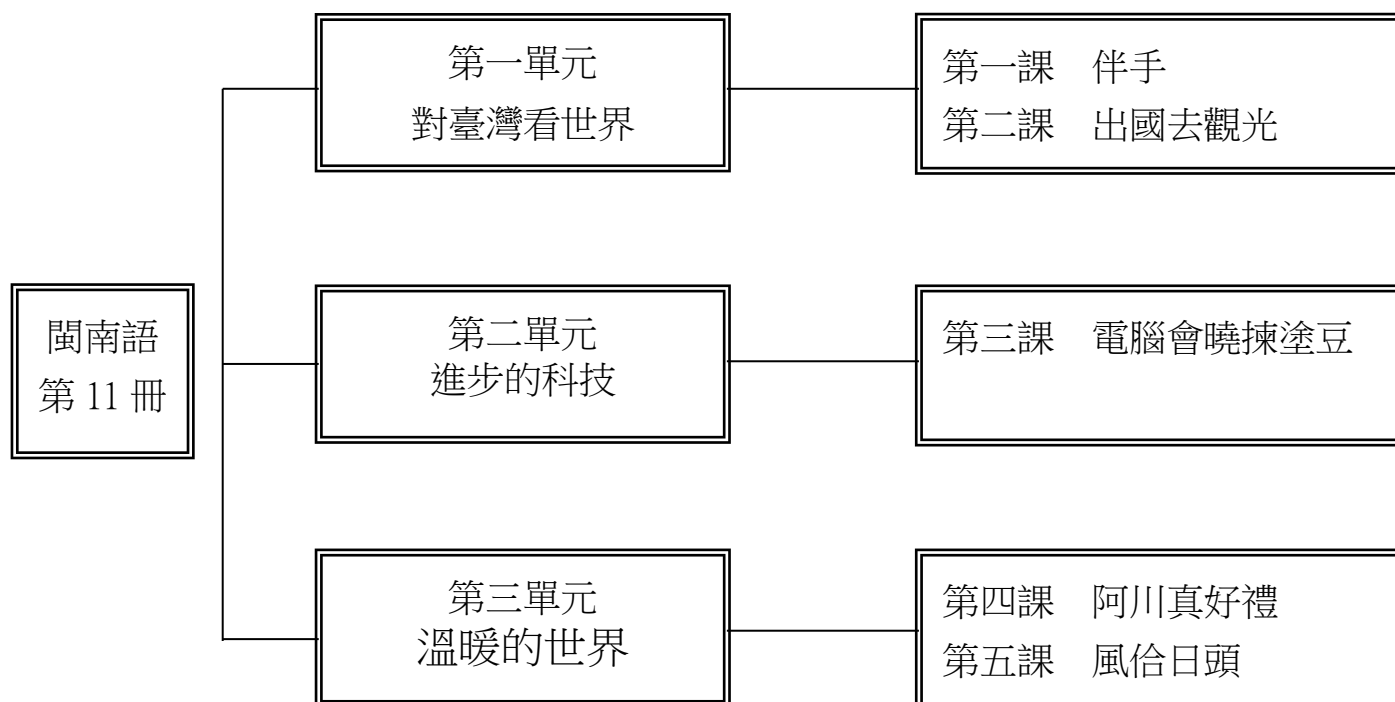 閩南語
第 11 冊
第一單元
對臺灣看世界
第一課　伴手
第二課　出國去觀光
第二單元
進步的科技
第三課　電腦會曉揀塗豆
第三單元
溫暖的世界
第四課　阿川真好禮
第五課　風佮日頭